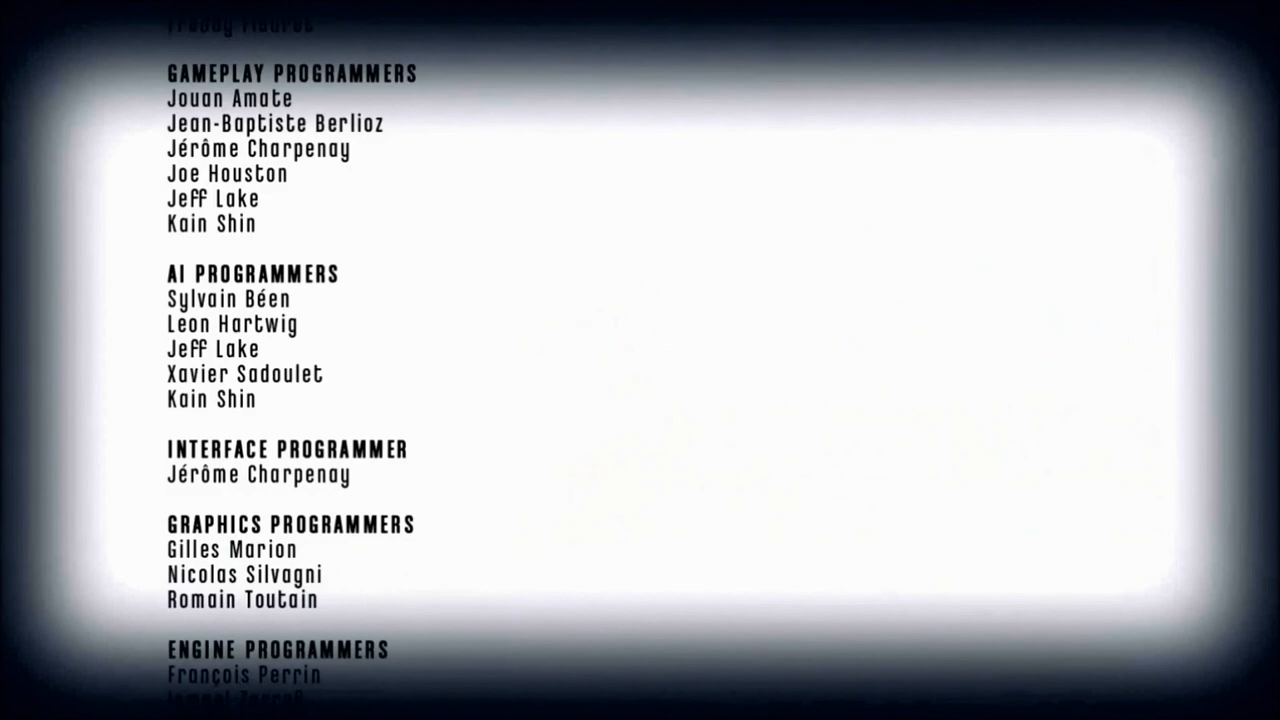 GAMEPLAY PROGRAMMERS
Jouan Amate
Jean-Baptiste Berlioz
Jérôme Charpenay
Joe Houston
Jeff Lake
Kain Shin
AI PROGRAMMERS
Sylvain Béen
Leon Hartwig
Jeff Lake
Xavier Sadoulet
Kain Shin
INTERFACE PROGRAMMER
Jérôme Charpenay
GRAPHICS PROGRAMMERS
Gilles Marion
Nicolas Silvagni
Romain Toutain
ENGINE PROGRAMMERS
François Perrin